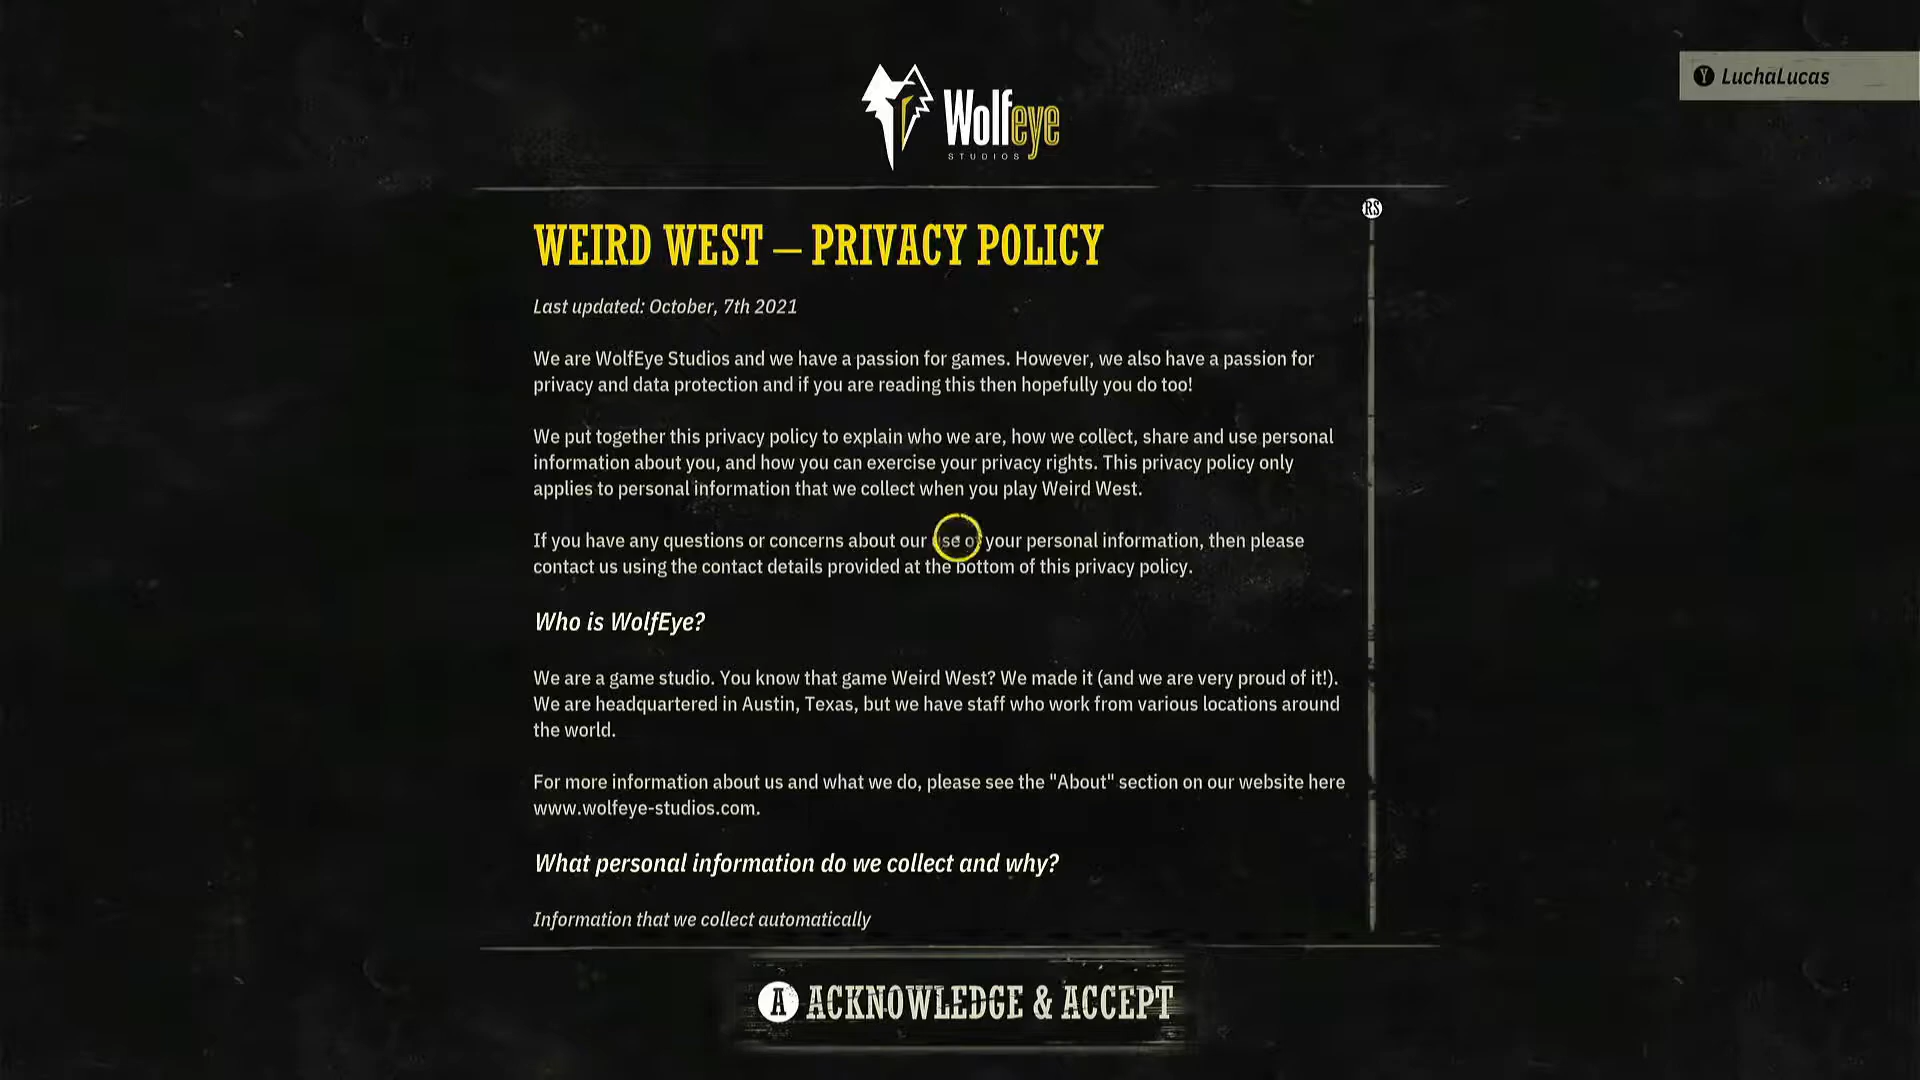 Y LuchaLucas
Wolfeye
STUDIOS
RS
WEIRD WEST — PRIVACY POLICY
Last updated: October, 7th 2021
We are WolfEye Studios and we have a passion for games. However, we also have a passion for
privacy and data protection and if you are reading this then hopefully you do too!
We put together this privacy policy to explain who we are, how we collect, share and use personal
information about you, and how you can exercise your privacy rights. This privacy policy only
applies to personal information that we collect when you play Weird West.
If you have any questions or concerns about our use of your personal information, then please
contact us using the contact details provided at the bottom of this privacy policy.
Who is WolfEye?
We are a game studio. You know that game Weird West? We made it (and we are very proud of it!).
We are headquartered in Austin, Texas, but we have staff who work from various locations around
the world.
For more information about us and what we do, please see the "About" section on our website here
www.wolfeye-studios.com.
What personal information do we collect and why?
Information that we collect automatically
A ACKNOWLEDGE & ACCEPT